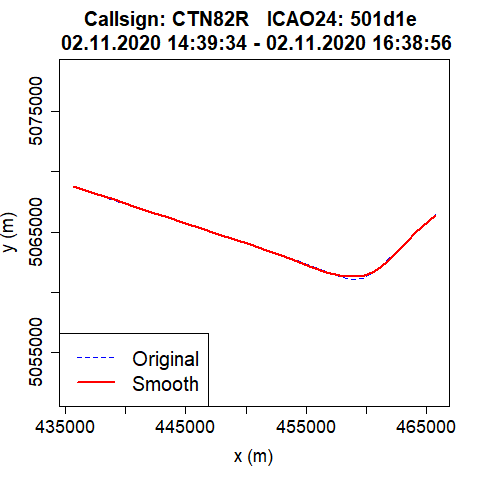 Callsign: CTN82R   ICAO24: 501d1e
02.11.2020 14:39:34 - 02.11.2020 16:38:56
5075000
5065000
5055000
y (m)
Original
Smooth
435000 445000 455000 465000
x (m)